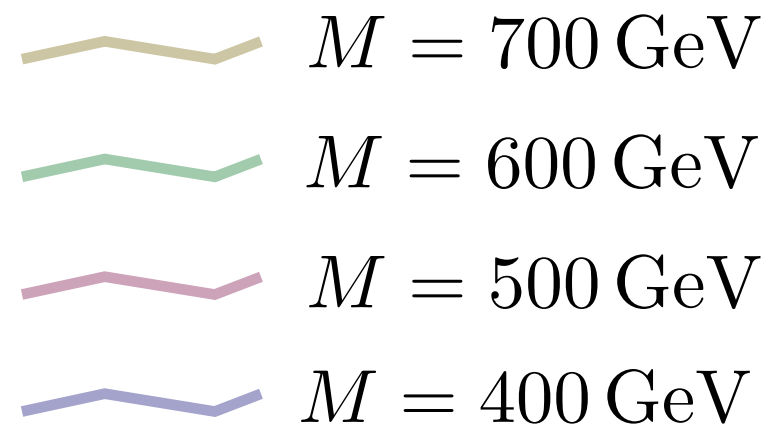 M = 700 GeV
M = 600 GeV
M = 500 GeV
M = 400 GeV